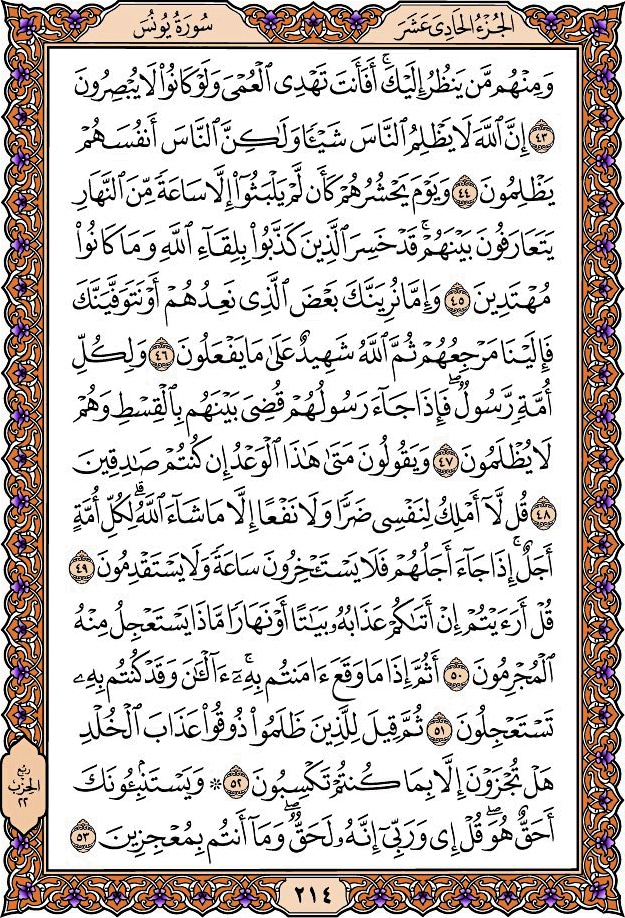 الجُزْءُ الحَادِى عَشَرَ
سُورَةُ يُونُسَ
وَمِنْهُم مَّن يَنظُرُ إِلَيْكَ ۚ أَفَأَنتَ تَهْدِى ٱلْعُمْىَ وَلَوْ كَانُوا۟ لَا يُبْصِرُونَ
٤٣ إِنَّ ٱللَّهَ لَا يَظْلِمُ ٱلنَّاسَ شَيْـًٔا وَلَـٰكِنَّ ٱلنَّاسَ أَنفُسَهُمْ
يَظْلِمُونَ ٤٤ وَيَوْمَ يَحْشُرُهُمْ كَأَن لَّمْ يَلْبَثُوٓا۟ إِلَّا سَاعَةً مِّنَ ٱلنَّهَارِ
يَتَعَارَفُونَ بَيْنَهُمْ ۚ قَدْ خَسِرَ ٱلَّذِينَ كَذَّبُوا۟ بِلِقَآءِ ٱللَّهِ وَمَا كَانُوا۟
مُهْتَدِينَ ٤٥ وَإِمَّا نُرِيَنَّكَ بَعْضَ ٱلَّذِى نَعِدُهُمْ أَوْ نَتَوَفَّيَنَّكَ
فَإِلَيْنَا مَرْجِعُهُمْ ثُمَّ ٱللَّهُ شَهِيدٌ عَلَىٰ مَا يَفْعَلُونَ ٤٦ وَلِكُلِّ
أُمَّةٍ رَّسُولٌ ۖ فَإِذَا جَآءَ رَسُولُهُمْ قُضِىَ بَيْنَهُم بِٱلْقِسْطِ وَهُمْ
لَا يُظْلَمُونَ ٤٧ وَيَقُولُونَ مَتَىٰ هَـٰذَا ٱلْوَعْدُ إِن كُنتُمْ صَـٰدِقِينَ
٤٨ قُل لَّآ أَمْلِكُ لِنَفْسِى ضَرًّا وَلَا نَفْعًا إِلَّا مَا شَآءَ ٱللَّهُ ۗ لِكُلِّ أُمَّةٍ
أَجَلٌ ۚ إِذَا جَآءَ أَجَلُهُمْ فَلَا يَسْتَـْٔخِرُونَ سَاعَةً وَلَا يَسْتَقْدِمُونَ ٤٩
قُلْ أَرَءَيْتُمْ إِنْ أَتَىٰكُمْ عَذَابُهُۥ بَيَـٰتًا أَوْ نَهَارًا مَّاذَا يَسْتَعْجِلُ مِنْهُ
ٱلْمُجْرِمُونَ ٥٠ أَثُمَّ إِذَا مَا وَقَعَ ءَامَنتُم بِهِۦٓ ۚ ءَآلْـَٔـٰنَ وَقَدْ كُنتُم بِهِۦ
تَسْتَعْجِلُونَ ٥١ ثُمَّ قِيلَ لِلَّذِينَ ظَلَمُوا۟ ذُوقُوا۟ عَذَابَ ٱلْخُلْدِ
هَلْ تُجْزَوْنَ إِلَّا بِمَا كُنتُمْ تَكْسِبُونَ ٥٢ ۞ وَيَسْتَنۢبِـُٔونَكَ
أَحَقٌّ هُوَ ۖ قُلْ إِى وَرَبِّىٓ إِنَّهُۥ لَحَقٌّ ۖ وَمَآ أَنتُم بِمُعْجِزِينَ ٥٣
ربع
الحزب
٢٢
٢١٤